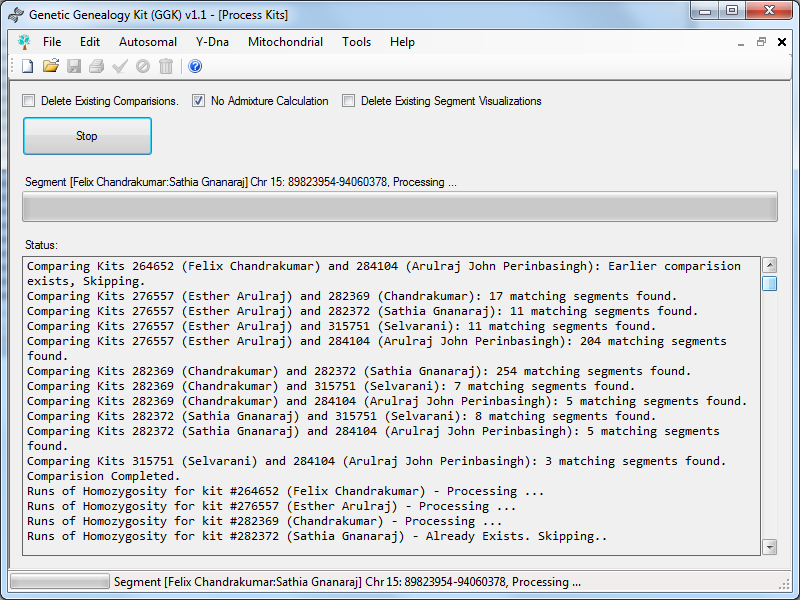 Genetic Genealogy Kit (GGK) v1.1 - [Process Kits]
File Edit Autosomal Y-Dna Mitochondrial Tools Help
Delete Existing Comparisions. No Admixture Calculation Delete Existing Segment Visualizations
Stop
Segment [Felix Chandrakumar:Sathia Gnanaraj] Chr 15: 89823954-94060378, Processing ...
Status:
Comparing Kits 264652 (Felix Chandrakumar) and 284104 (Arulraj John Perinbasingh): Earlier comparision
exists, Skipping.
Comparing Kits 276557 (Esther Arulraj) and 282369 (Chandrakumar): 17 matching segments found.
Comparing Kits 276557 (Esther Arulraj) and 282372 (Sathia Gnanaraj): 11 matching segments found.
Comparing Kits 276557 (Esther Arulraj) and 315751 (Selvarani): 11 matching segments found.
Comparing Kits 276557 (Esther Arulraj) and 284104 (Arulraj John Perinbasingh): 204 matching segments
found.
Comparing Kits 282369 (Chandrakumar) and 282372 (Sathia Gnanaraj): 254 matching segments found.
Comparing Kits 282369 (Chandrakumar) and 315751 (Selvarani): 7 matching segments found.
Comparing Kits 282369 (Chandrakumar) and 284104 (Arulraj John Perinbasingh): 5 matching segments found.
Comparing Kits 282372 (Sathia Gnanaraj) and 315751 (Selvarani): 8 matching segments found.
Comparing Kits 282372 (Sathia Gnanaraj) and 284104 (Arulraj John Perinbasingh): 5 matching segments
found.
Comparing Kits 315751 (Selvarani) and 284104 (Arulraj John Perinbasingh): 3 matching segments found.
Comparision Completed.
Runs of Homozygosity for kit #264652 (Felix Chandrakumar) - Processing ...
Runs of Homozygosity for kit #276557 (Esther Arulraj) - Processing ...
Runs of Homozygosity for kit #282369 (Chandrakumar) - Processing ...
Runs of Homozygosity for kit #282372 (Sathia Gnanaraj) - Already Exists. Skipping..
Segment [Felix Chandrakumar:Sathia Gnanaraj] Chr 15: 89823954-94060378, Processing ...